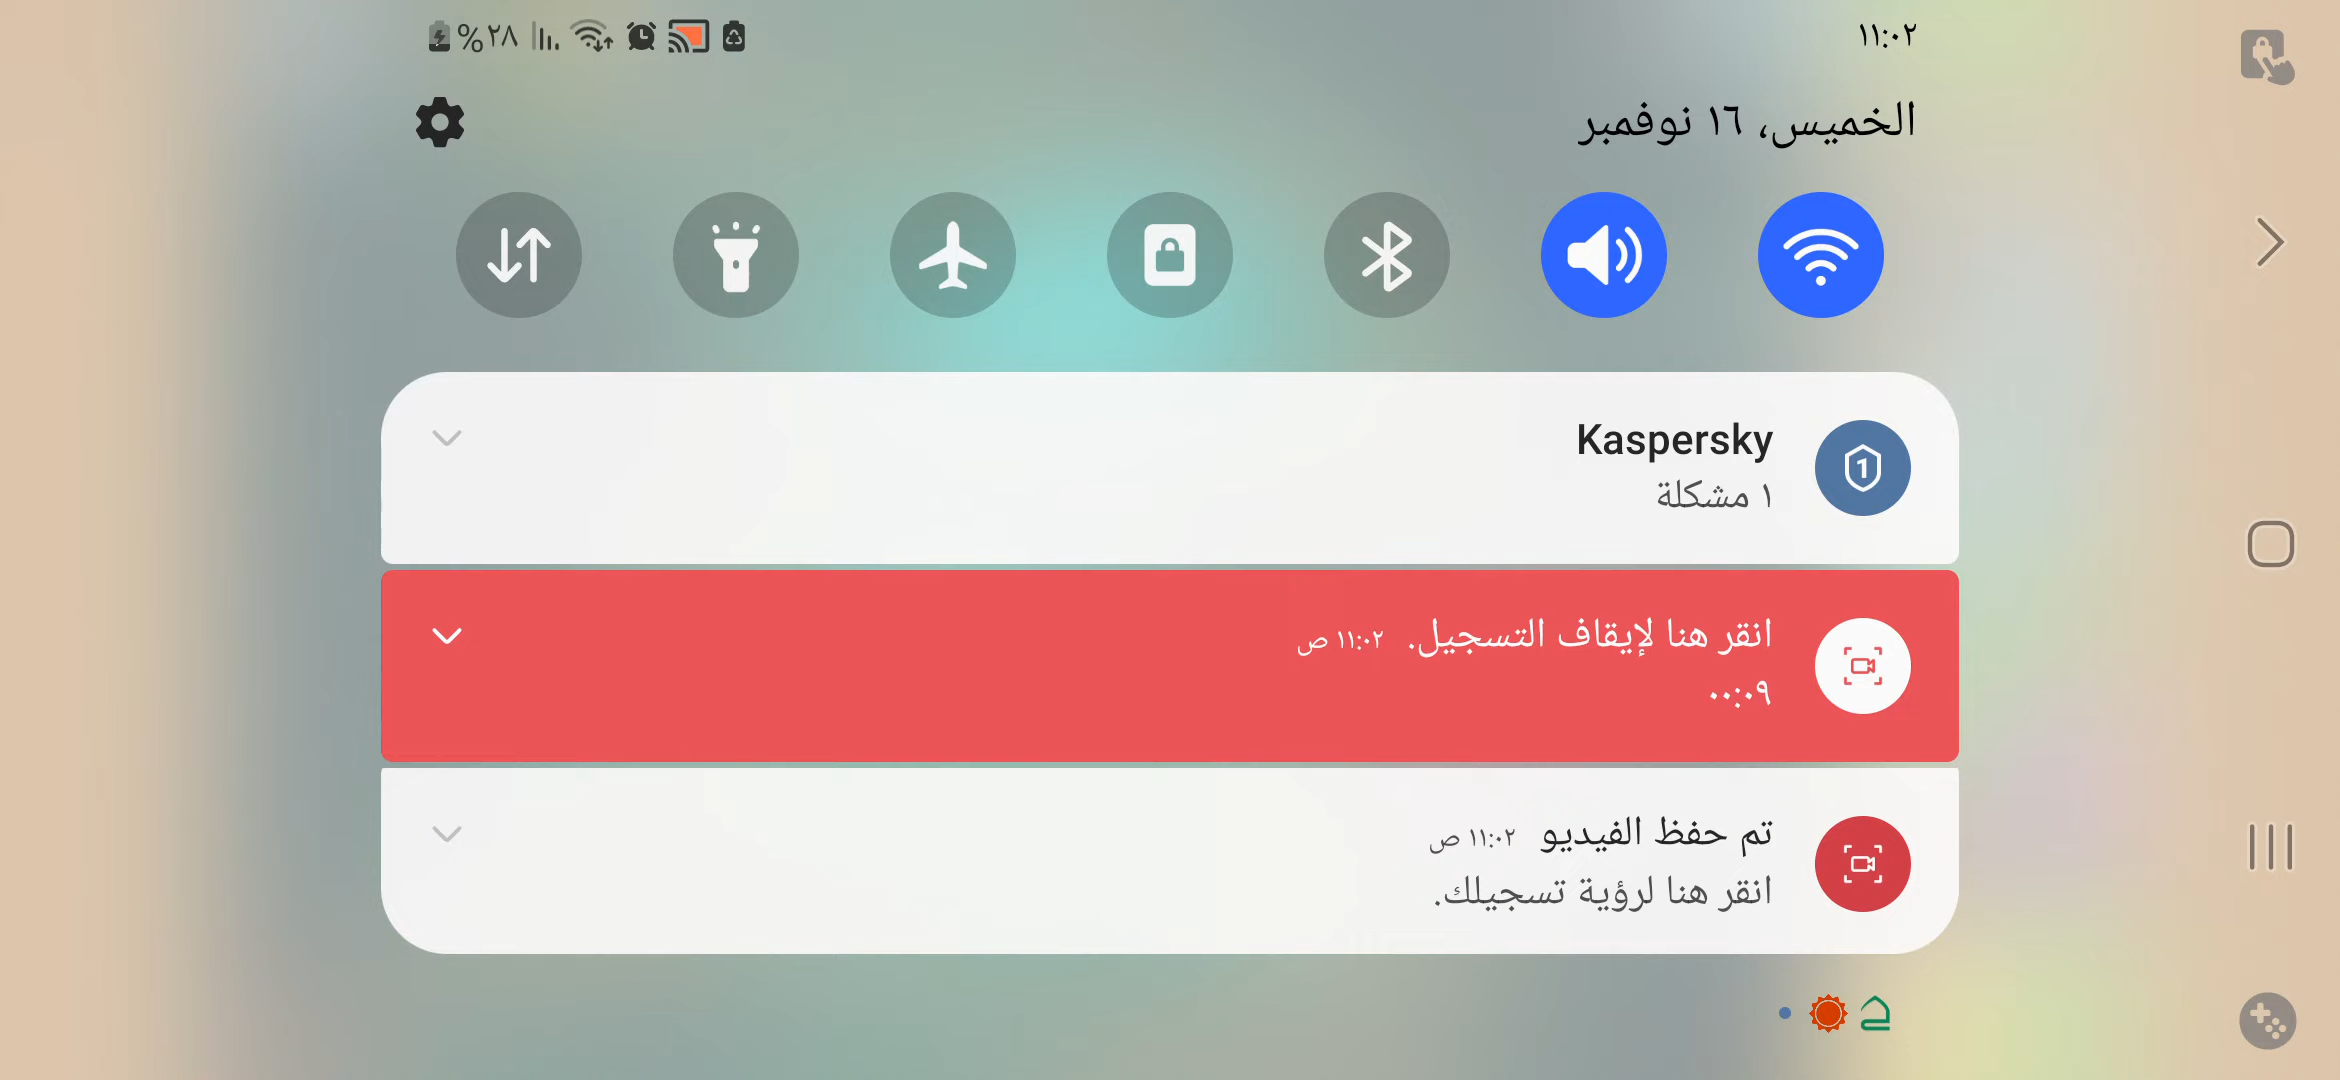 ١١:٠٢
%٢٨
الخميس، ١٦ نوفمبر
Kaspersky
١ مشكلة
انقر هنا لإيقاف التسجيل. ١١:٠٢ ص
٠٠:٠٩
تم حفظ الفيديو ١١:٠٢ ص
انقر هنا لرؤية تسجيلك.